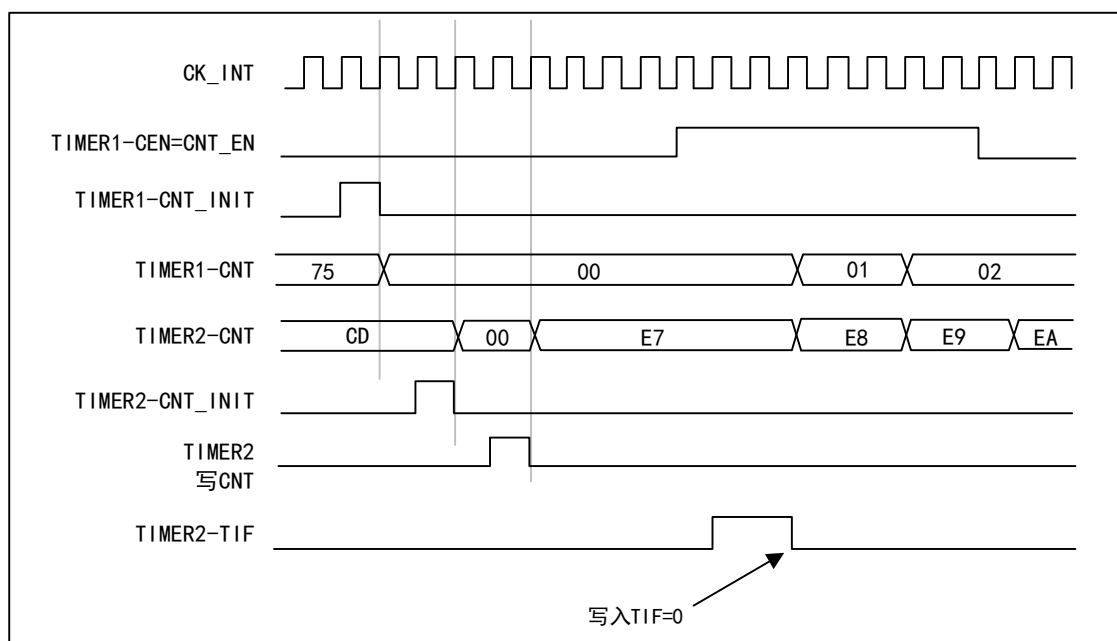 CK_INT
TIMER1-CEN=CNT_EN
TIMER1-CNT_INIT
TIMER1-CNT
75
00
01
02
TIMER2-CNT
CD
00
E7
E8
E9
EA
TIMER2-CNT_INIT
TIMER2
写CNT
TIMER2-TIF
写入TIF=0